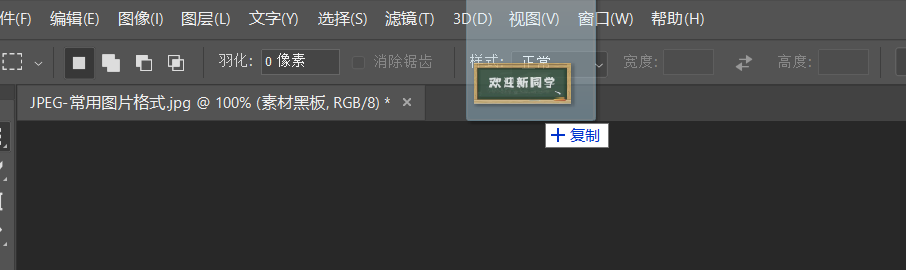 件(F) 编辑(E) 图像(I) 图层(L) 文字(Y) 选择(S) 滤镜(T) 3D(D) 视图(V) 窗口(W) 帮助(H)
羽化: 0 像素 消除锯齿 样式: 正常 宽度: 高度:
欢迎新同学
JPEG-常用图片格式.jpg @ 100% (素材黑板, RGB/8) * ×
+ 复制